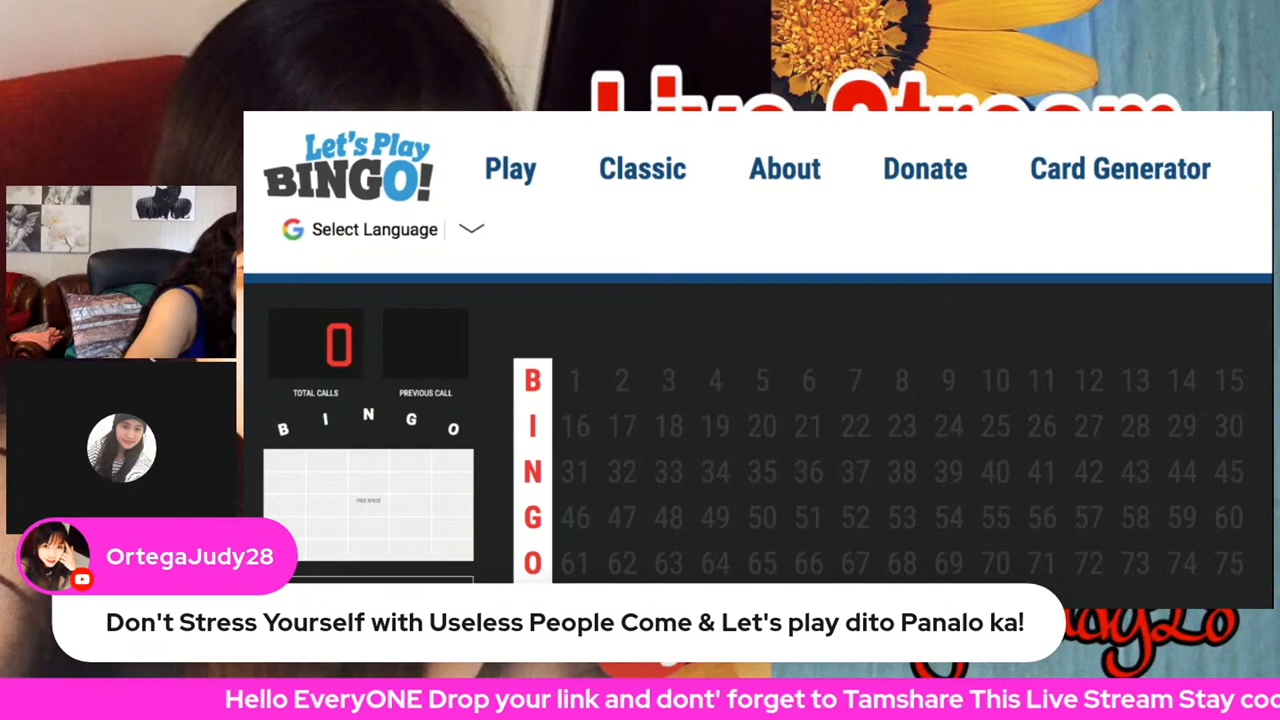 Live Stream
Let's Play
BINGO!
Play Classic About Donate Card Generator
Select Language
0
TOTAL CALLS PREVIOUS CALL
B I N G O
FREE SPACE
B 1 2 3 4 5 6 7 8 9 10 11 12 13 14 15
I 16 17 18 19 20 21 22 23 24 25 26 27 28 29 30
N 31 32 33 34 35 36 37 38 39 40 41 42 43 44 45
G 46 47 48 49 50 51 52 53 54 55 56 57 58 59 60
O 61 62 63 64 65 66 67 68 69 70 71 72 73 74 75
OrtegaJudy28
Don't Stress Yourself with Useless People Come & Let's play dito Panalo ka!
Hello EveryONE Drop your link and dont' forget to Tamshare This Live Stream Stay